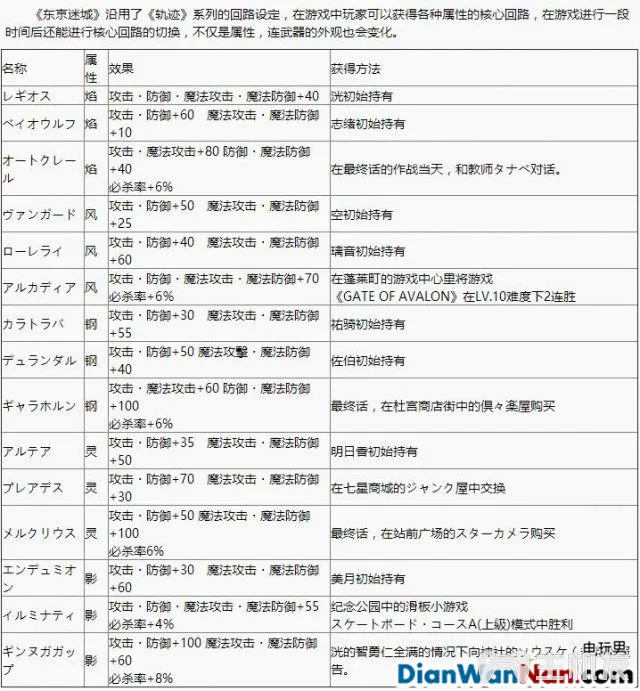 《东京迷城》沿用了《轨迹》系列的回路设定，在游戏中玩家可以获得各种属性的核心回路，在游戏进行一段
时间后还能进行核心回路的切换，不仅是属性，连武器的外观也会变化。
名称 属性 效果 获得方法
レギオス 焰 攻击·防御·魔法攻击·魔法防御+40 洸初始持有
ベイオウルフ 焰 攻击·防御+60 魔法攻击·魔法防御
+10
志绪初始持有
オートクレー
ル
焰 攻击·魔法攻击+80 防御·魔法防御
+40
必杀率+6%
在最终话的作战当天，和教师タナベ对话。
ヴァンガード 风 攻击·防御+50 魔法攻击·魔法防御
+25
空初始持有
ローレライ 风 攻击·防御+40 魔法攻击·魔法防御
+60
璃音初始持有
アルカディア 风 攻击·防御·魔法攻击·魔法防御+70
必杀率+6%
在蓬莱町的游戏中心里将游戏
《GATE OF AVALON》在LV.10难度下2连胜
カラトラバ 钢 攻击·防御+30 魔法攻击·魔法防御
+55
祐骑初始持有
デュランダル 钢 攻击·防御+50 魔法攻擊·魔法防御
+40
佐伯初始持有
ギャラホルン 钢 攻击·魔法攻击+60 防御·魔法防御
+100
必杀率+6%
最终话，在杜宫商店街中的倶々楽屋购买
アルテア 灵 攻击·防御+35 魔法攻击·魔法防御
+50
明日香初始持有
プレアデス 灵 攻击·防御+70 魔法攻击·魔法防御
+30
在七星商城的ジャンク屋中交换
メルクリウス 灵 攻击·防御+50 魔法攻击·魔法防御
+100
必杀率6%
最终话，在站前广场的スターカメラ购买
エンデュミオ
ン
影 攻击·防御+30 魔法攻击·魔法防御
+60
美月初始持有
イルミナティ 影 攻击·防御·魔法攻击·魔法防御+55
必杀率+4%
纪念公园中的滑板小游戏
スケートボード・コースA(上級)模式中胜利
ギンヌガガッ
プ
影 攻击·防御+100 魔法攻击·魔法防御
+60
必杀率+8%
洸的智勇仁全满的情况下向神社的ソウスケ
告。
电玩男
DianWanNan.com